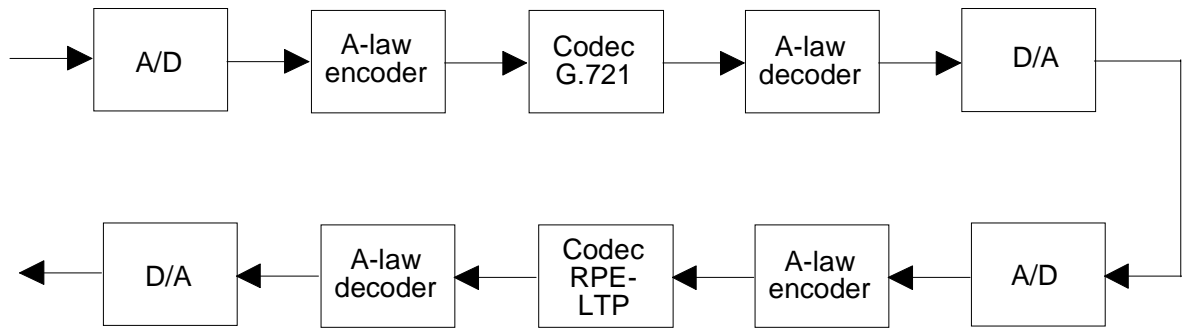 A/D
A-law
encoder
Codec
G.721
A-law
decoder
D/A
D/A
A-law
decoder
Codec
RPE-
LTP
A-law
encoder
A/D